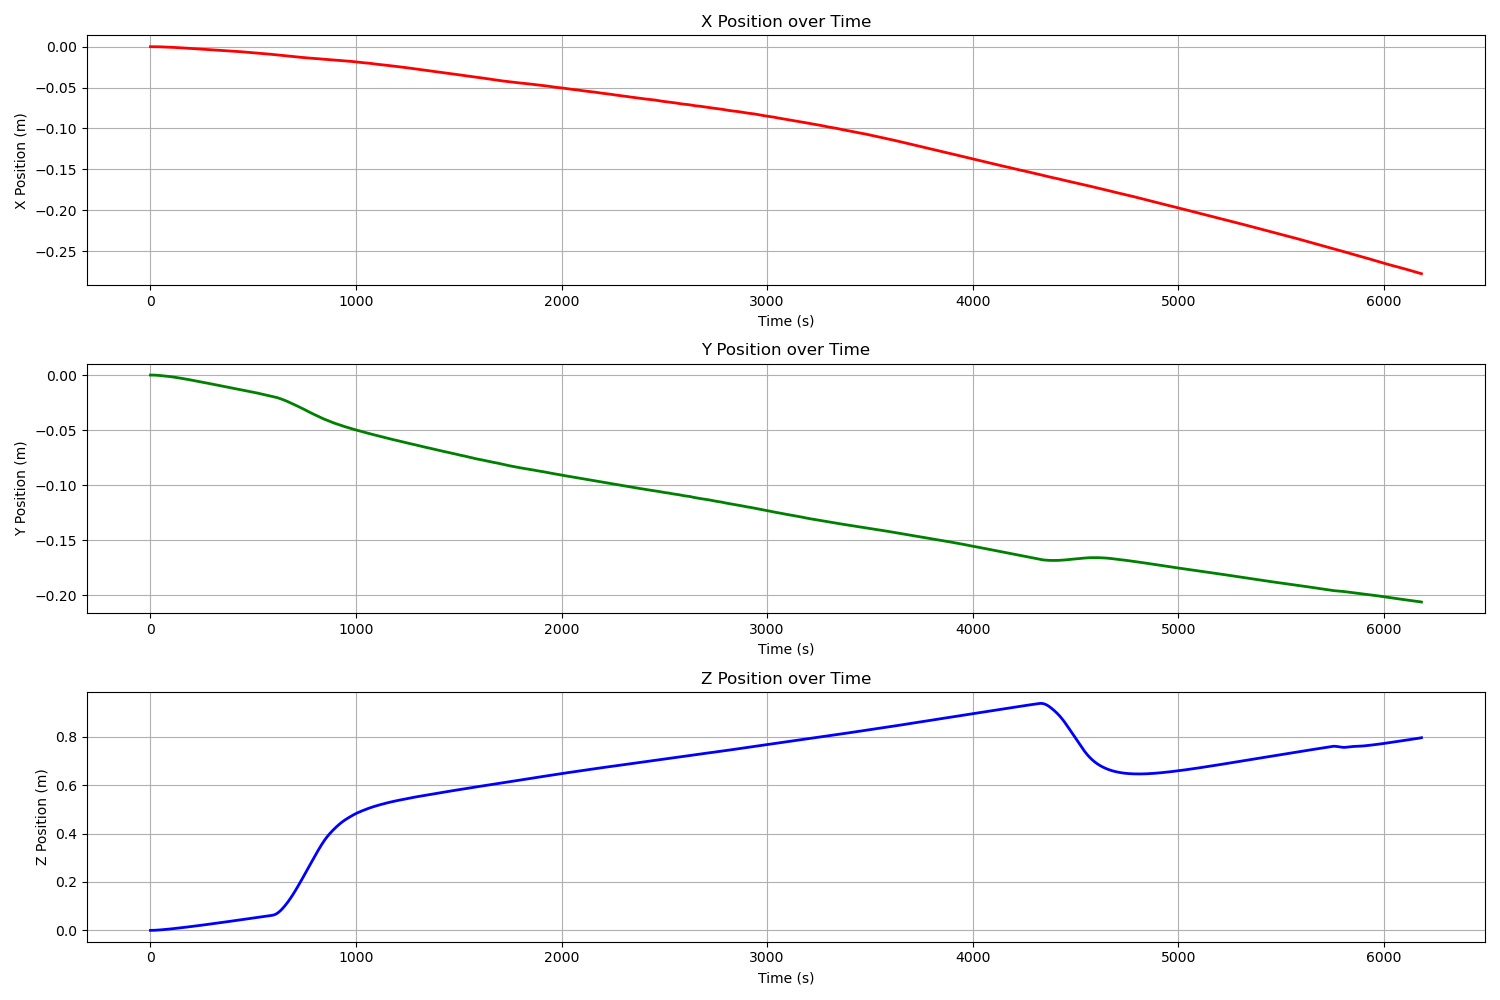 X Position over Time
0.00
−0.05
−0.10
−0.15
−0.20
−0.25
X Position (m)
0 1000 2000 3000 4000 5000 6000
Time (s)
Y Position over Time
0.00
−0.05
−0.10
−0.15
−0.20
Y Position (m)
0 1000 2000 3000 4000 5000 6000
Time (s)
Z Position over Time
0.8
0.6
0.4
0.2
0.0
Z Position (m)
0 1000 2000 3000 4000 5000 6000
Time (s)